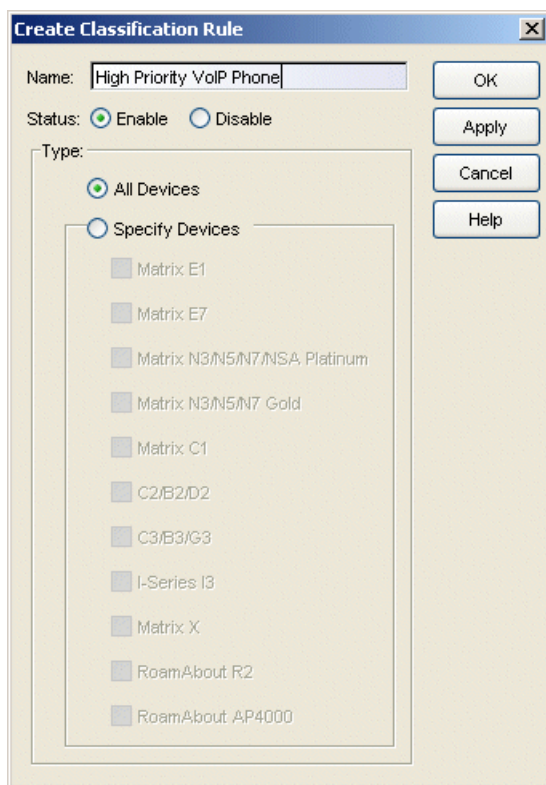 Create Classification Rule
Name: High Priority VoIP Phone
OK
Status: Enable Disable
Apply
Type:
Cancel
All Devices
Help
Specify Devices
Matrix E1
Matrix E7
Matrix N3/N5/N7/NSA Platinum
Matrix N3/N5/N7 Gold
Matrix C1
C2/B2/D2
C3/B3/G3
I-Series I3
Matrix X
RoamAbout R2
RoamAbout AP4000